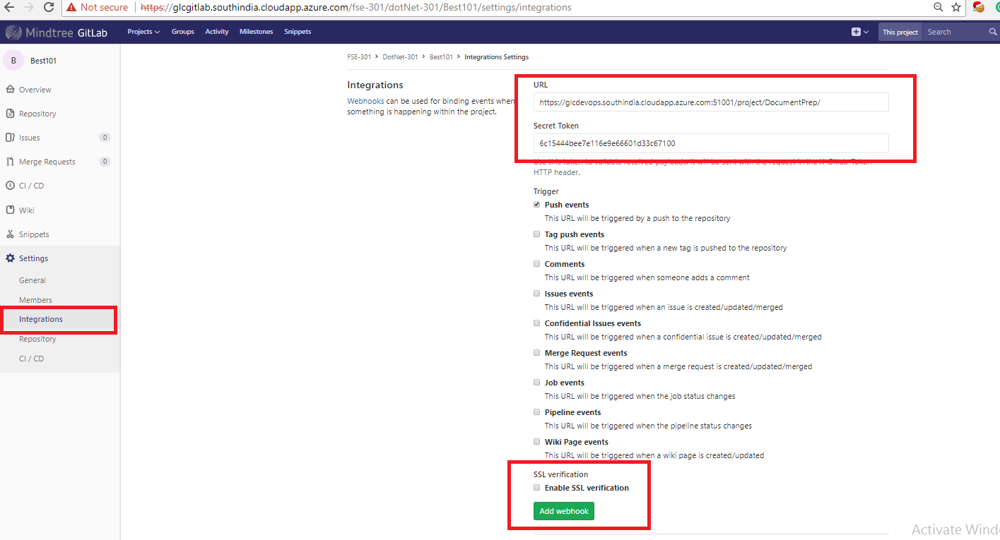 Not secure https://glcgitlab.southindia.cloudapp.azure.com/fse-301/dotNet-301/Best101/settings/integrations
Mindtree GitLab Projects Groups Activity Milestones Snippets This project Search
B Best101
Overview
Repository
Issues 0
Merge Requests 0
CI / CD
Wiki
Snippets
Settings
General
Members
Integrations
Repository
CI / CD
FSE-301 > DotNet-301 > Best101 > Integrations Settings
Integrations
Webhooks can be used for binding events when
something is happening within the project.
URL
https://glcdevops.southindia.cloudapp.azure.com:51001/project/DocumentPrep/
Secret Token
6c15444bee7e116e9e66601d33c67100
Use this token to validate received payloads. It will be sent with the request in the X-Gitlab-Token
HTTP header.
Trigger
Push events
This URL will be triggered by a push to the repository
Tag push events
This URL will be triggered when a new tag is pushed to the repository
Comments
This URL will be triggered when someone adds a comment
Issues events
This URL will be triggered when an issue is created/updated/merged
Confidential Issues events
This URL will be triggered when a confidential issue is created/updated/merged
Merge Request events
This URL will be triggered when a merge request is created/updated/merged
Job events
This URL will be triggered when the job status changes
Pipeline events
This URL will be triggered when the pipeline status changes
Wiki Page events
This URL will be triggered when a wiki page is created/updated
SSL verification
Enable SSL verification
Add webhook
Activate Wind